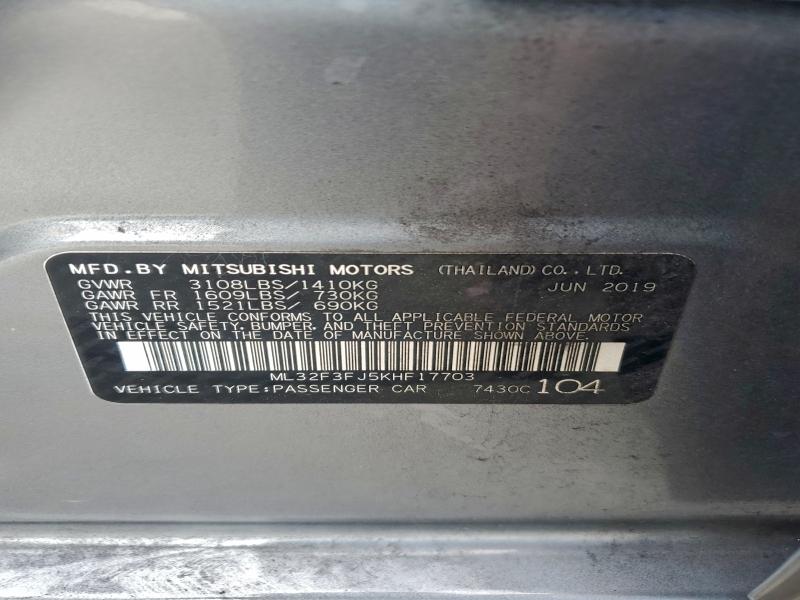 MFD.BY MITSUBISHI MOTORS (THAILAND) CO., LTD.
GVWR 3108LBS/1410KG JUN 2019
GAWR FR 1609LBS/ 730KG
GAWR RR 1521LBS/ 690KG
THIS VEHICLE CONFORMS TO ALL APPLICABLE FEDERAL MOTOR
VEHICLE SAFETY, BUMPER, AND THEFT PREVENTION STANDARDS
IN EFFECT ON THE DATE OF MANUFACTURE SHOWN ABOVE.
ML32F3FJ5KHF17703
VEHICLE TYPE:PASSENGER CAR 7430C 104